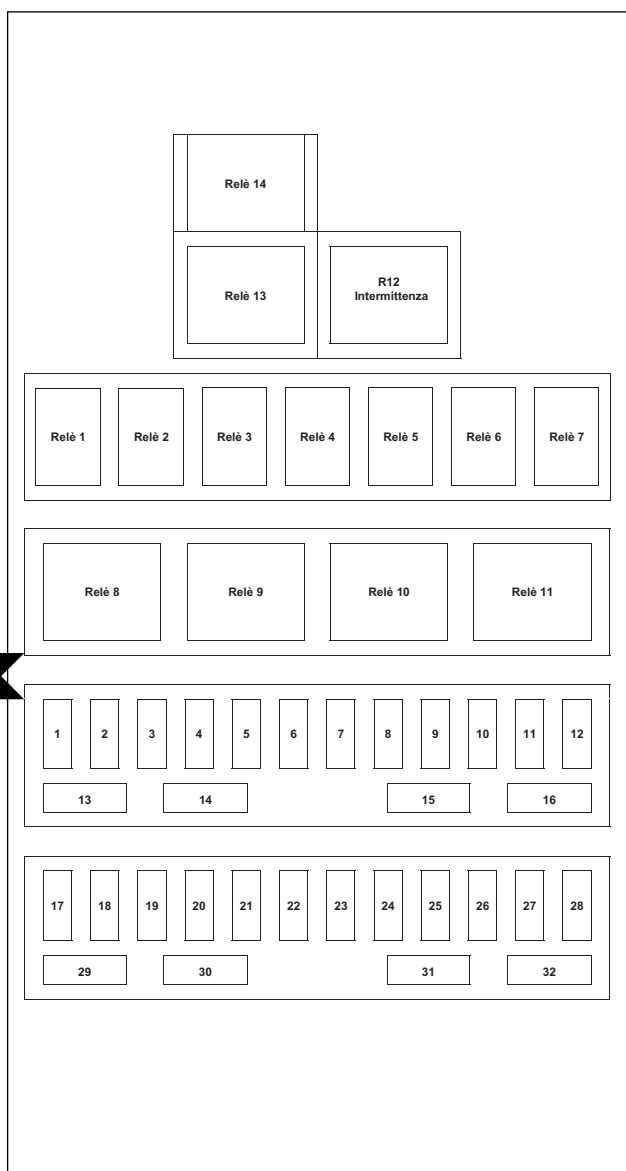 Relè 14
Relè 13
R12
Intermittenza
Relè 1 Relè 2 Relè 3 Relè 4 Relè 5 Relè 6 Relè 7
Relè 8 Relè 9 Relè 10 Relè 11
1 2 3 4 5 6 7 8 9 10 11 12
13 14 15 16
17 18 19 20 21 22 23 24 25 26 27 28
29 30 31 32